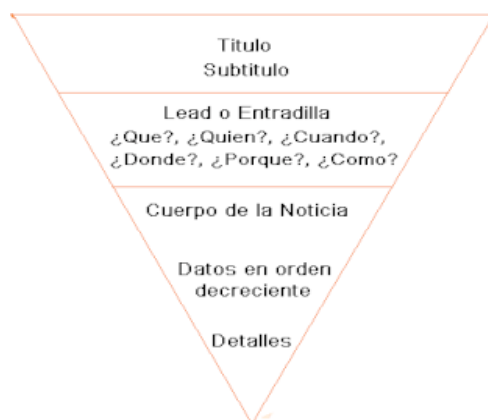 Titulo
Subtitulo
Lead o Entradilla
¿Que?, ¿Quien?, ¿Cuando?,
¿Donde?, ¿Porque?, ¿Como?
Cuerpo de la Noticia
Datos en orden
decreciente
Detalles